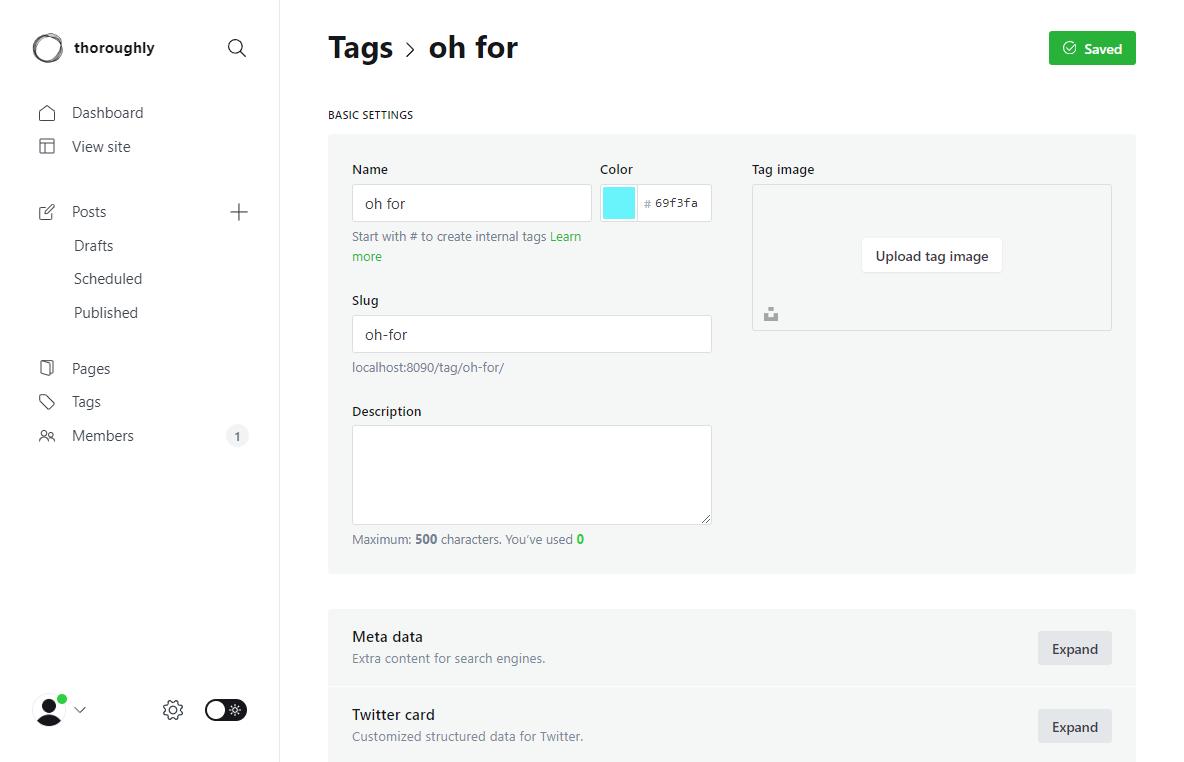 thoroughly
Dashboard
View site
Posts
Drafts
Scheduled
Published
Pages
Tags
Members
1
Tags › oh for
Saved
BASIC SETTINGS
Name
oh for
Start with # to create internal tags Learn
more
Color
# 69f3fa
Slug
oh-for
localhost:8090/tag/oh-for/
Description
Maximum: 500 characters. You've used 0
Tag image
Upload tag image
Meta data
Extra content for search engines.
Expand
Twitter card
Customized structured data for Twitter.
Expand